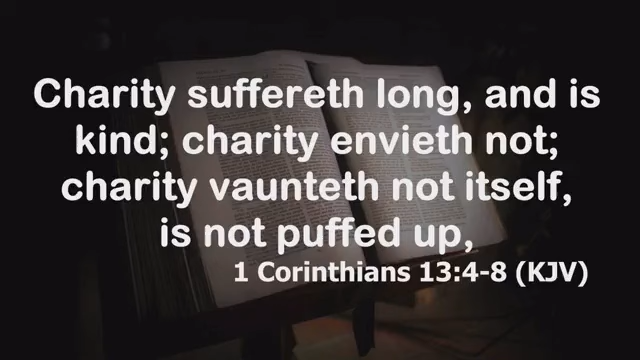 Charity suffereth long, and is
kind; charity envieth not;
charity vaunteth not itself,
is not puffed up,
1 Corinthians 13:4-8 (KJV)